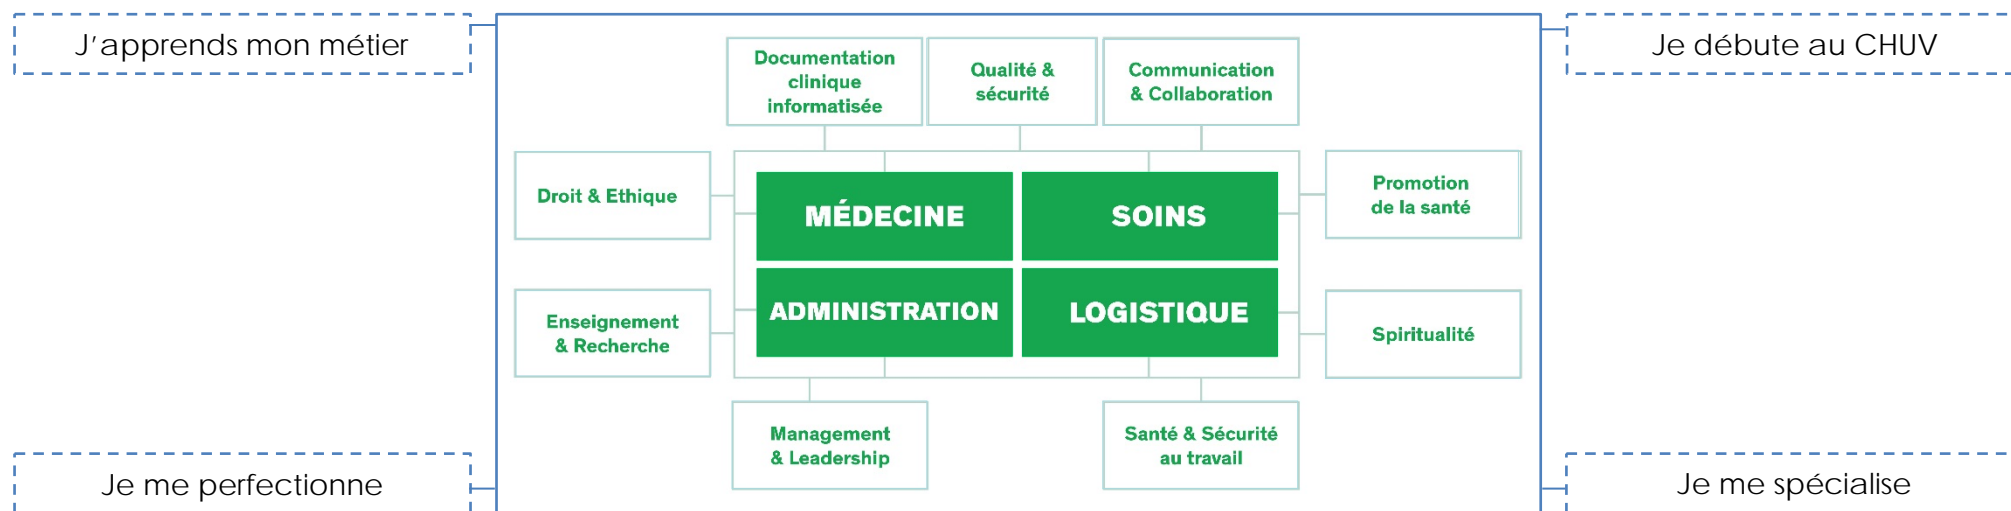 J'apprends mon métier
Je débute au CHUV
Documentation
clinique
informatisée
Qualité &
sécurité
Communication
& Collaboration
Droit & Ethique
MÉDECINE
SOINS
Promotion
de la santé
Enseignement
& Recherche
ADMINISTRATION
LOGISTIQUE
Spiritualité
Management
& Leadership
Santé & Sécurité
au travail
Je me perfectionne
Je me spécialise